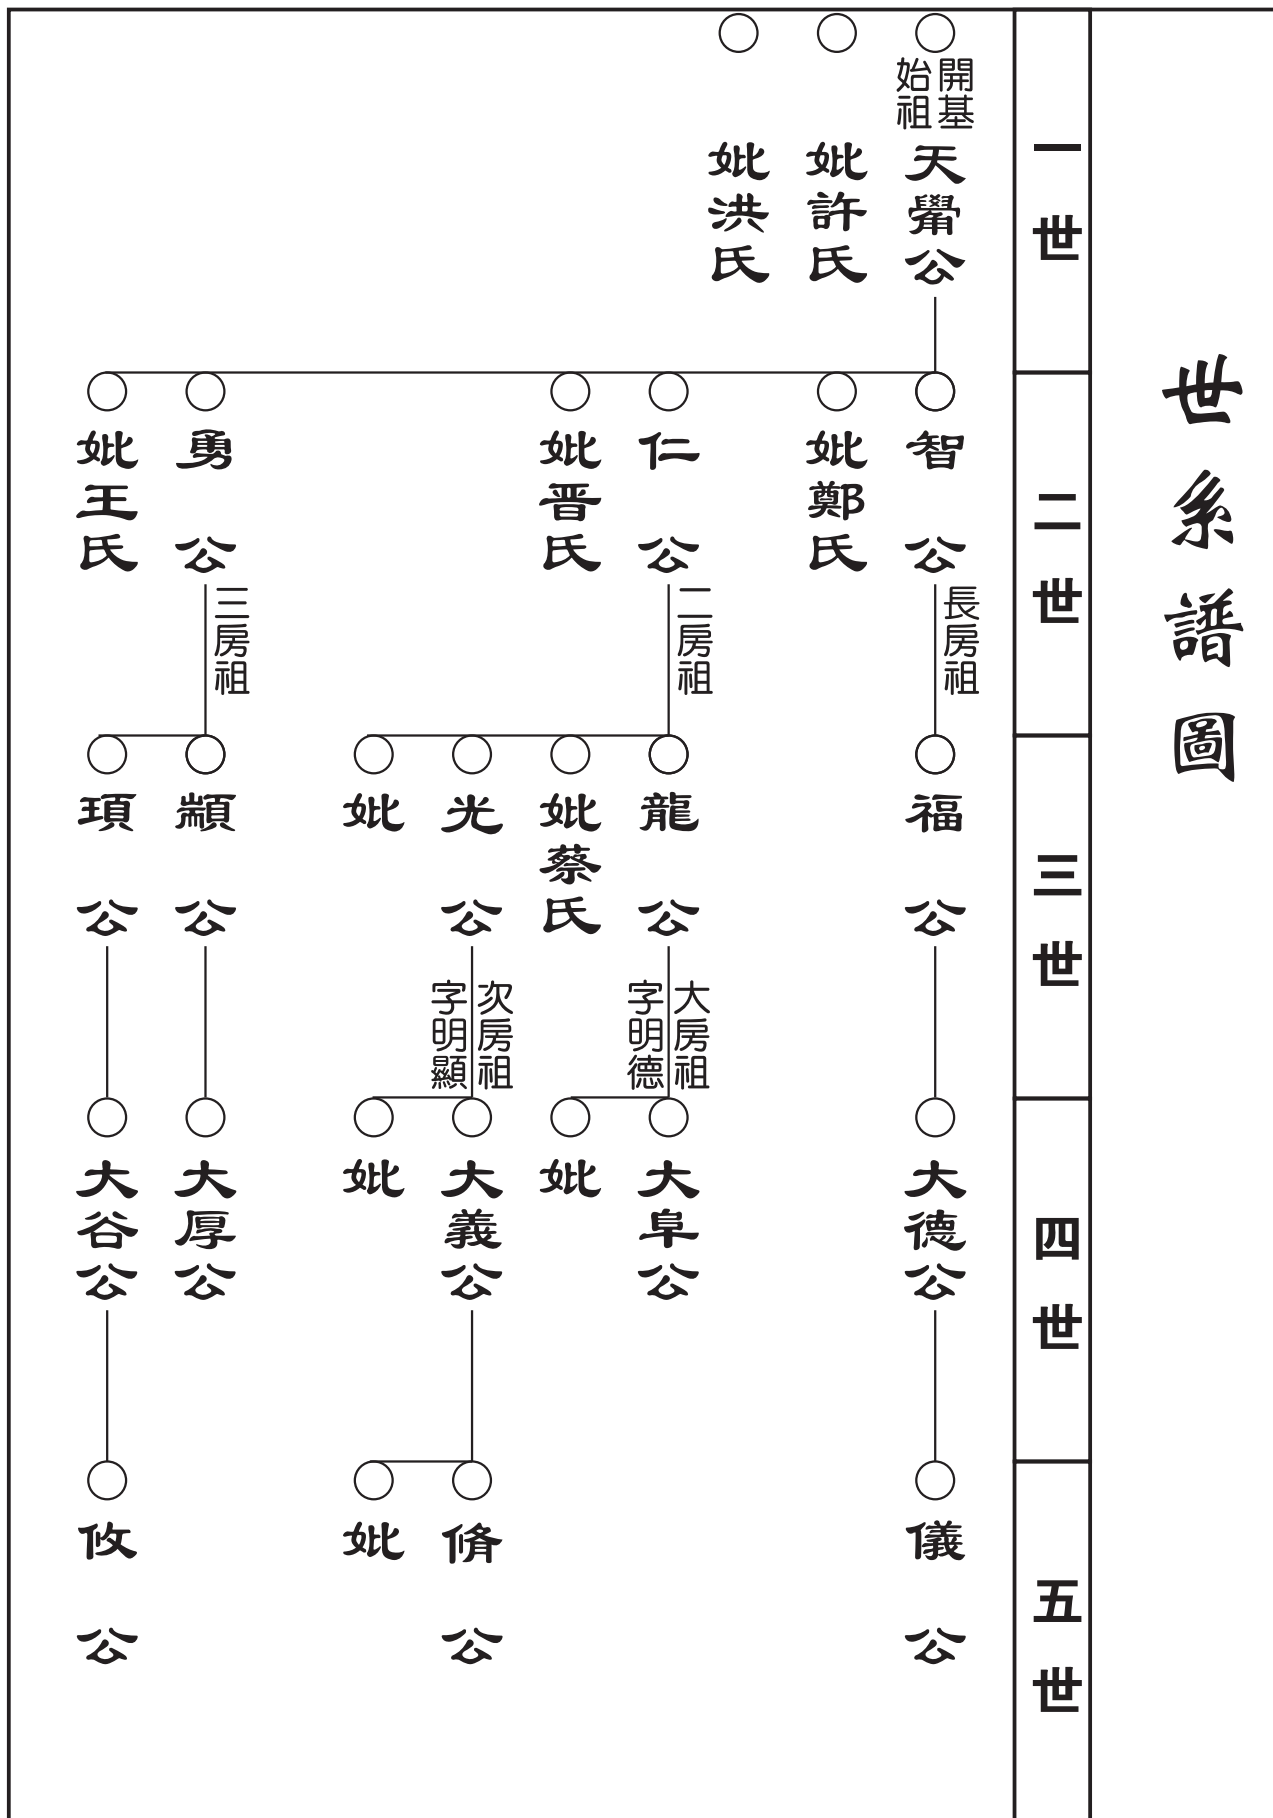 世系譜圖
一世
開基
始祖
天觷公
妣許氏
妣洪氏
二世
智公
長房祖
妣鄭氏
仁公
二房祖
妣晋氏
勇公
三房祖
妣王氏
三世
福公
龍公
大房祖
字明德
妣蔡氏
光公
次房祖
字明顯
妣
顓公
頊公
四世
大德公
大阜公
妣
大義公
妣
大厚公
大谷公
五世
儀公
脩公
妣
攸公